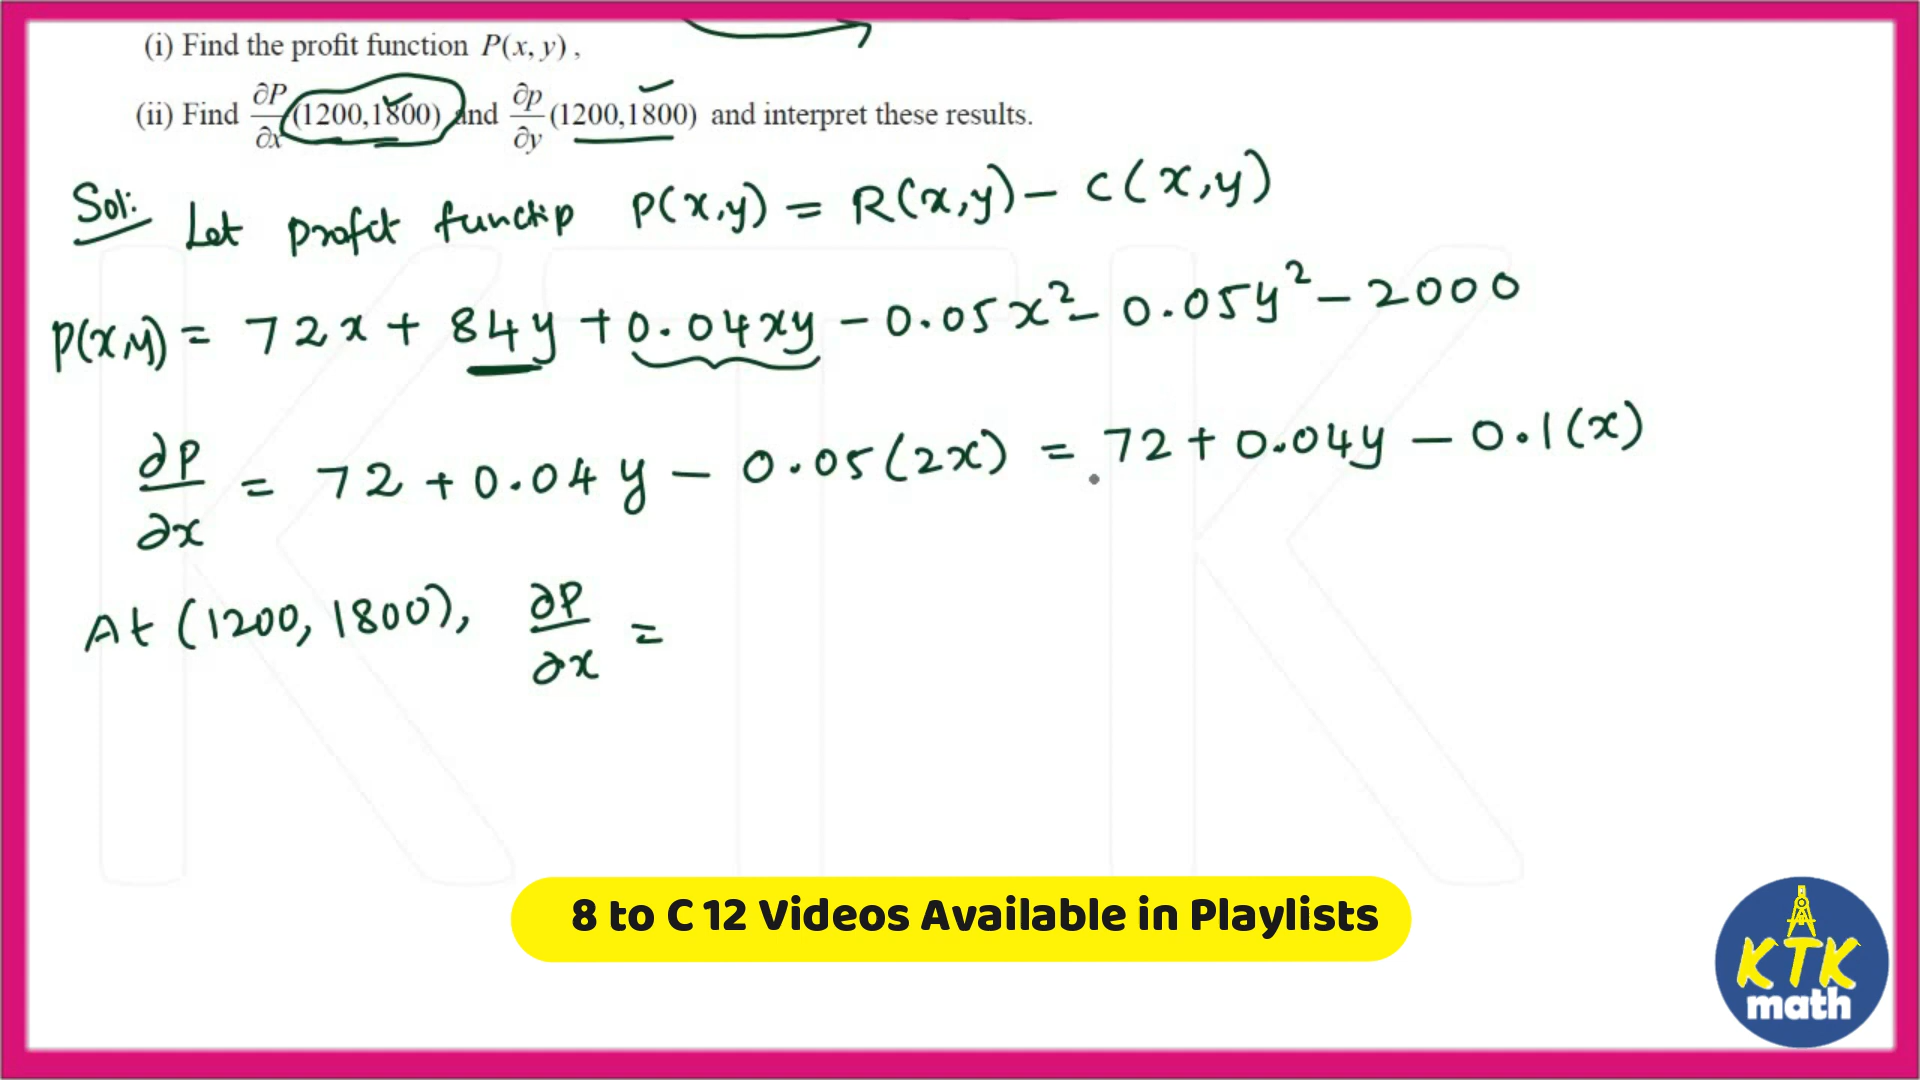 (i) Find the profit function P(x, y) ,
(ii) Find ∂P/∂x (1200,1800) and ∂p/∂y (1200,1800) and interpret these results.
Sol: Let profit functip P(x,y) = R(x,y) - C(x,y)
P(x,y) = 72x + 84y + 0.04xy - 0.05x² - 0.05y² - 2000
∂P/∂x = 72 + 0.04y - 0.05(2x) = 72 + 0.04y - 0.1(x)
At (1200, 1800), ∂P/∂x =
8 to C 12 Videos Available in Playlists
KTK
math